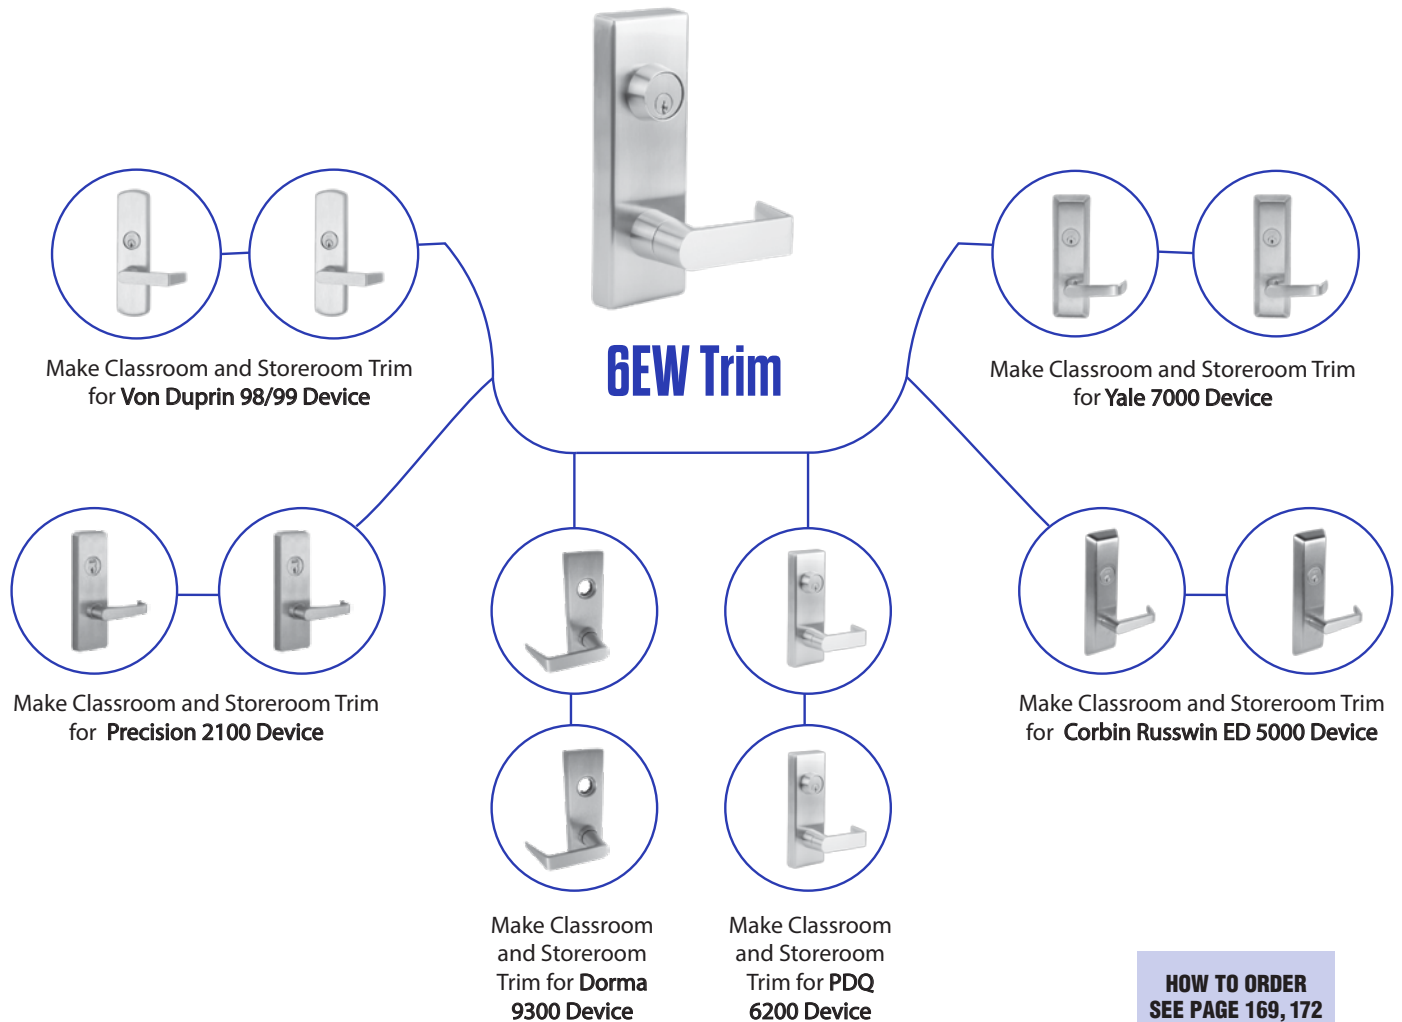 6EW Trim
Make Classroom and Storeroom Trim
for Von Duprin 98/99 Device
Make Classroom and Storeroom Trim
for Yale 7000 Device
Make Classroom and Storeroom Trim
for Precision 2100 Device
Make Classroom and Storeroom Trim
for Corbin Russwin ED 5000 Device
Make Classroom
and Storeroom
Trim for Dorma
9300 Device
Make Classroom
and Storeroom
Trim for PDQ
6200 Device
HOW TO ORDER
SEE PAGE 169, 172